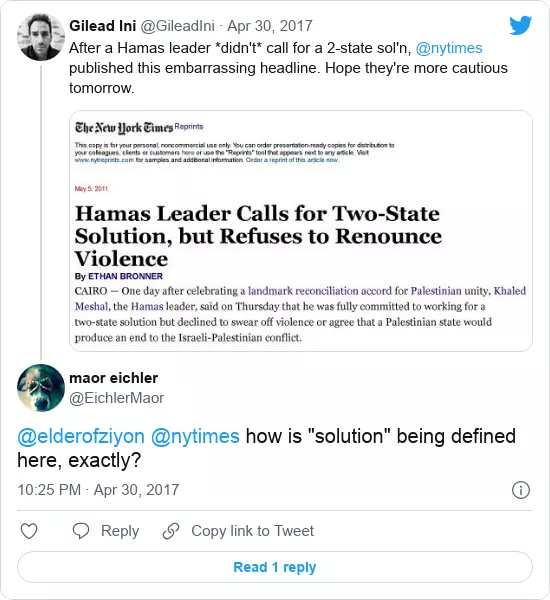 Gilead Ini @GileadIni · Apr 30, 2017
After a Hamas leader *didn't* call for a 2-state sol'n, @nytimes
published this embarrassing headline. Hope they're more cautious
tomorrow.
The New York Times Reprints
This copy is for your personal, noncommercial use only. You can order presentation-ready copies for distribution to
your colleagues, clients or customers here or use the "Reprints" tool that appears next to any article. Visit
www.nytreprints.com for samples and additional information. Order a reprint of this article now.
May 5, 2011
Hamas Leader Calls for Two-State
Solution, but Refuses to Renounce
Violence
By ETHAN BRONNER
CAIRO — One day after celebrating a landmark reconciliation accord for Palestinian unity, Khaled
Meshal, the Hamas leader, said on Thursday that he was fully committed to working for a
two-state solution but declined to swear off violence or agree that a Palestinian state would
produce an end to the Israeli-Palestinian conflict.
maor eichler
@EichlerMaor
@elderofziyon @nytimes how is "solution" being defined
here, exactly?
10:25 PM · Apr 30, 2017
Reply Copy link to Tweet
Read 1 reply